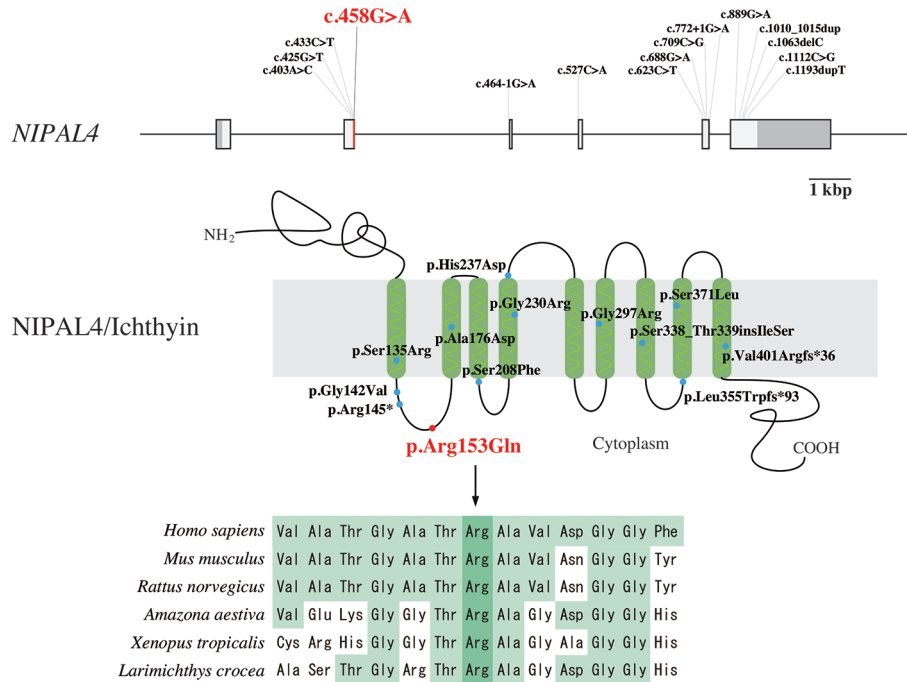 c.458G>A
c.433C>T
c.425G>T
c.403A>C
c.464-1G>A
c.527C>A
c.772+1G>A
c.709C>G
c.688G>A
c.623C>T
c.889G>A
c.1010_1015dup
c.1063delC
c.1112C>G
c.1193dupT
NIPAL4
1 kbp
NH2
p.His237Asp
p.Gly230Arg
p.Ser371Leu
NIPAL4/Ichthyin
p.Gly297Arg
p.Ala176Asp
p.Ser338_Thr339insIleSer
p.Ser135Arg
p.Val401Argfs*36
p.Ser208Phe
p.Gly142Val
p.Leu355Trpfs*93
p.Arg145*
p.Arg153Gln
Cytoplasm
COOH
Homo sapiens Val Ala Thr Gly Ala Thr Arg Ala Val Asp Gly Gly Phe
Mus musculus Val Ala Thr Gly Ala Thr Arg Ala Val Asn Gly Gly Tyr
Rattus norvegicus Val Ala Thr Gly Ala Thr Arg Ala Val Asn Gly Gly Tyr
Amazona aestiva Val Glu Lys Gly Gly Thr Arg Ala Gly Asp Gly Gly His
Xenopus tropicalis Cys Arg His Gly Gly Thr Arg Ala Gly Ala Gly Gly His
Larimichthys crocea Ala Ser Thr Gly Arg Thr Arg Ala Gly Asp Gly Gly His